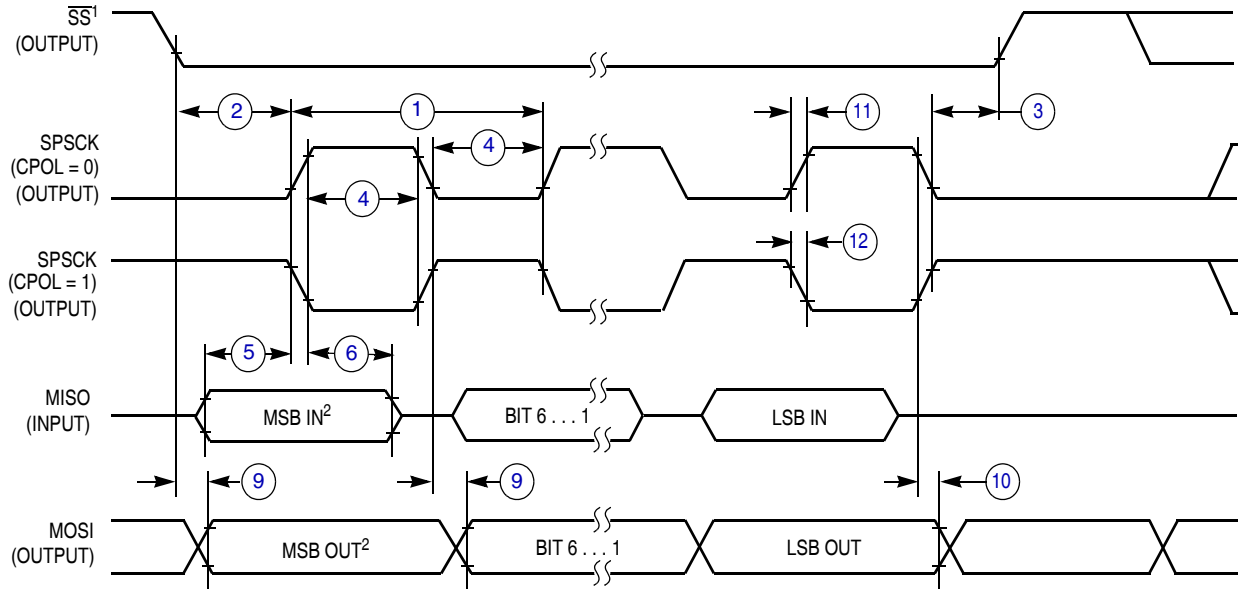 SS¹
(OUTPUT)
2
1
11
3
SPSCK
(CPOL = 0)
(OUTPUT)
4
4
12
SPSCK
(CPOL = 1)
(OUTPUT)
5
6
MISO
(INPUT)
MSB IN²
BIT 6 . . . 1
LSB IN
9
9
10
MOSI
(OUTPUT)
MSB OUT²
BIT 6 . . . 1
LSB OUT